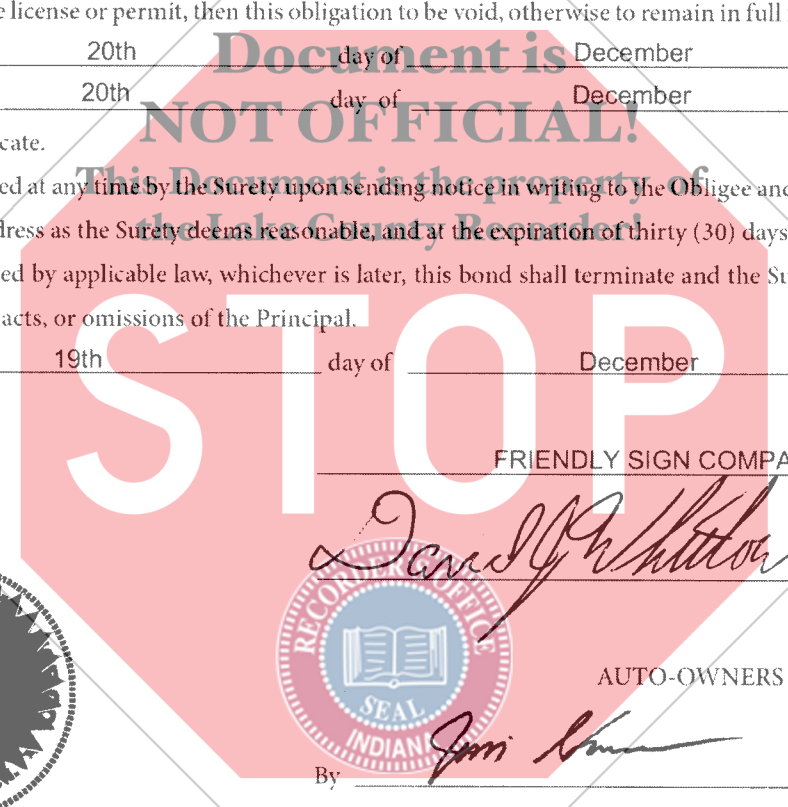 e license or permit, then this obligation to be void, otherwise to remain in full
20th day of December
20th day of December
cate.
ed at any time by the Surety upon sending notice in writing to the Obligee and
dress as the Surety deems reasonable, and at the expiration of thirty (30) days
ed by applicable law, whichever is later, this bond shall terminate and the Su
acts, or omissions of the Principal.
19th day of December
Document is
NOT OFFICIAL!
This Document is the property of
the Lake County Recorder!
STOP
FRIENDLY SIGN COMPA
David J Whitton
RECORDER OFFICE
SEAL
INDIANA
AUTO-OWNERS
By